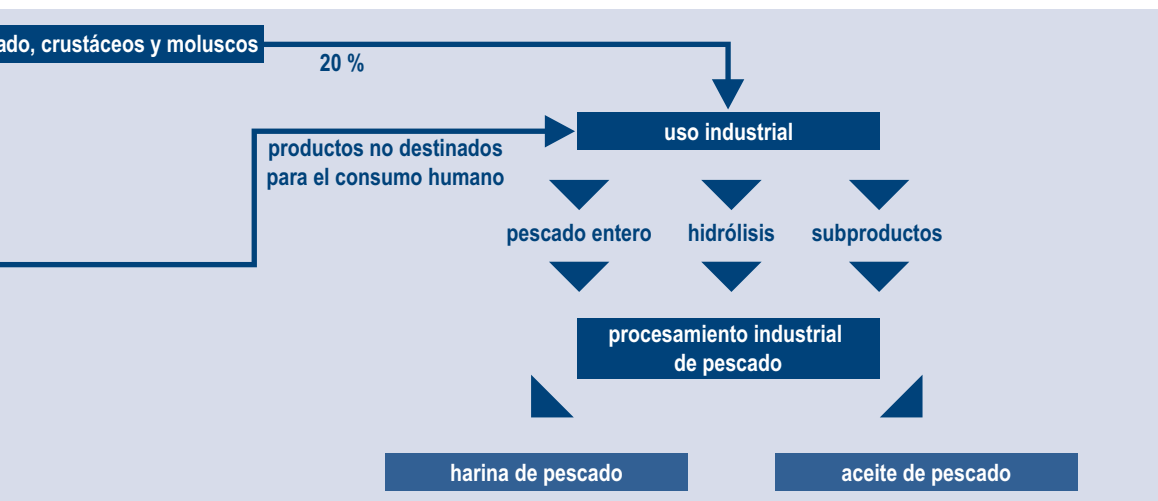 ado, crustáceos y moluscos
20 %
uso industrial
productos no destinados
para el consumo humano
pescado entero
hidrólisis
subproductos
procesamiento industrial
de pescado
harina de pescado
aceite de pescado